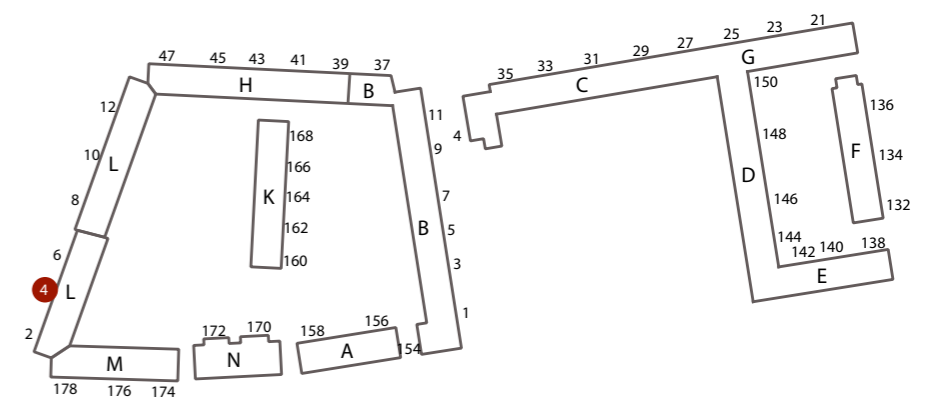 47 45 43 41 39 37
H B
12
10 L
8
6
4 L
2
M
178 176 174
168
166
K 164
162
160
172 170
N
158 156
A 154
11
9
7
B 5
3
1
35 33 31 29 27 25 23 21
C G
4
150
148
D
146
144
142 140 138
E
136
F 134
132